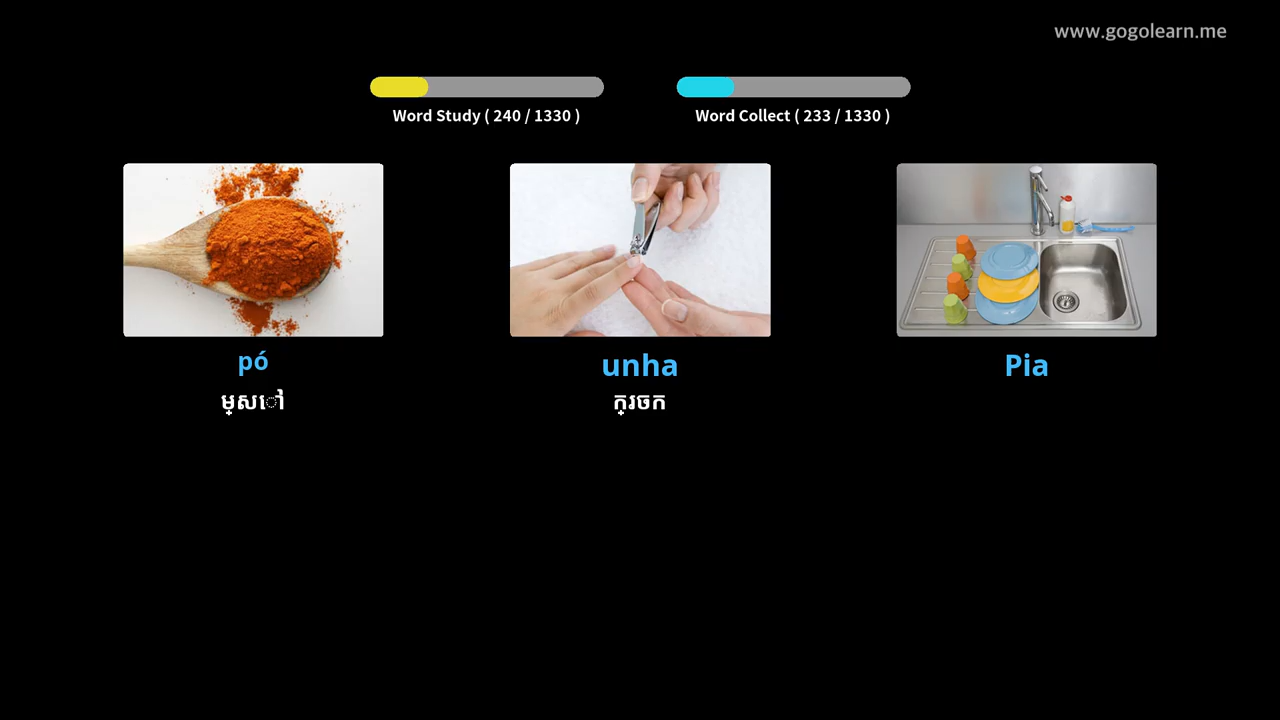 www.gogolearn.me
Word Study ( 240 / 1330 )
Word Collect ( 233 / 1330 )
pó
unha
Pia
ម្សៅ
ក្រចក